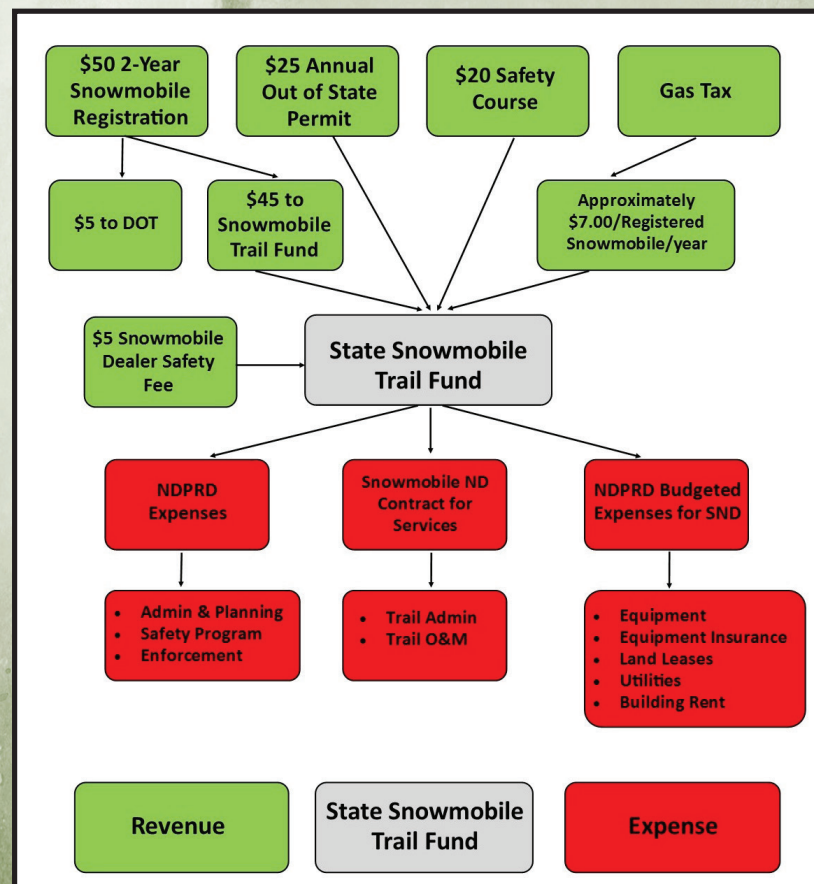 $50 2-Year
Snowmobile
Registration
$25 Annual
Out of State
Permit
$20 Safety
Course
Gas Tax
$5 to DOT
$45 to
Snowmobile
Trail Fund
Approximately
$7.00/Registered
Snowmobile/year
$5 Snowmobile
Dealer Safety
Fee
State Snowmobile
Trail Fund
NDPRD
Expenses
Snowmobile ND
Contract for
Services
NDPRD Budgeted
Expenses for SND
• Admin & Planning
• Safety Program
• Enforcement
• Trail Admin
• Trail O&M
• Equipment
• Equipment Insurance
• Land Leases
• Utilities
• Building Rent
Revenue
State Snowmobile
Trail Fund
Expense